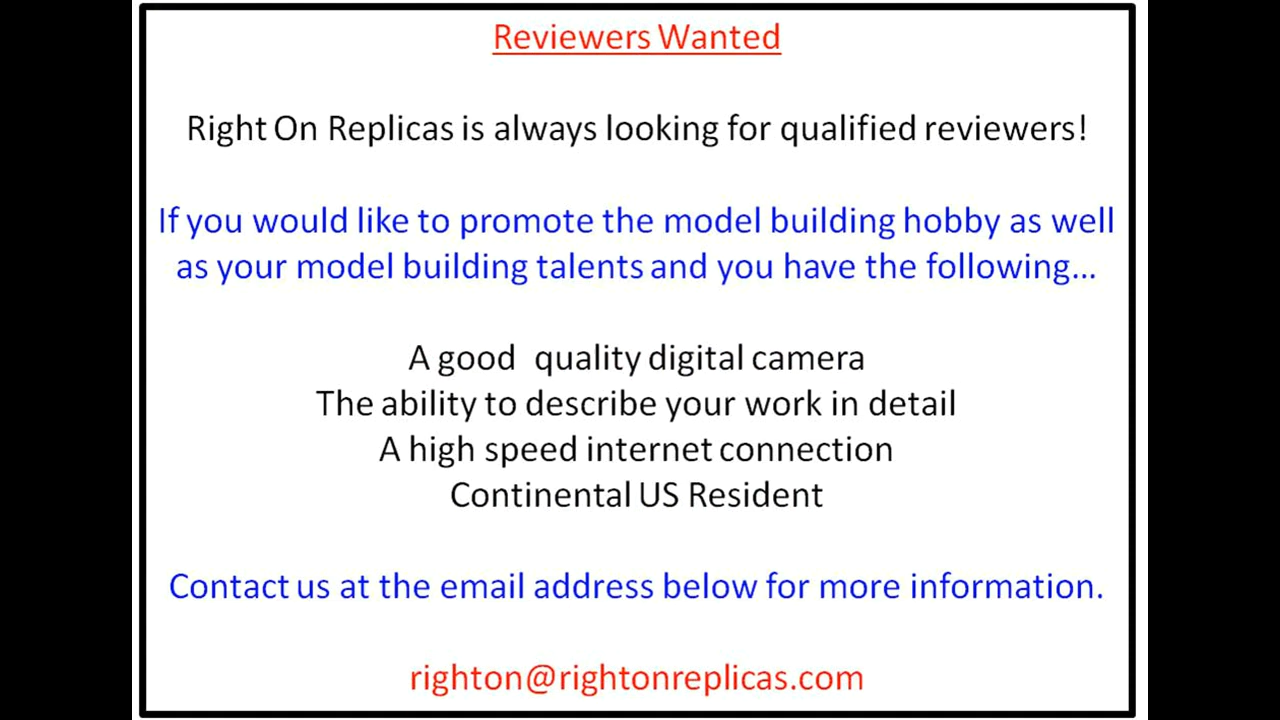 Reviewers Wanted
Right On Replicas is always looking for qualified reviewers!
If you would like to promote the model building hobby as well
as your model building talents and you have the following...
A good  quality digital camera
The ability to describe your work in detail
A high speed internet connection
Continental US Resident
Contact us at the email address below for more information.
righton@rightonreplicas.com